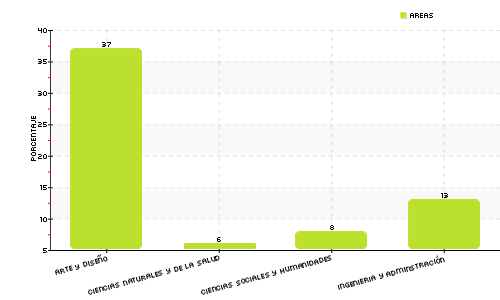 AREAS
PORCENTAJE
40
35
30
25
20
15
10
5
37
6
8
13
ARTE y DISEÑO
CIENCIAS NATURALES y DE LA SALUD
CIENCIAS SOCIALES y HUMANIDADES
INGENIERIA y ADMINSTRACIÓN